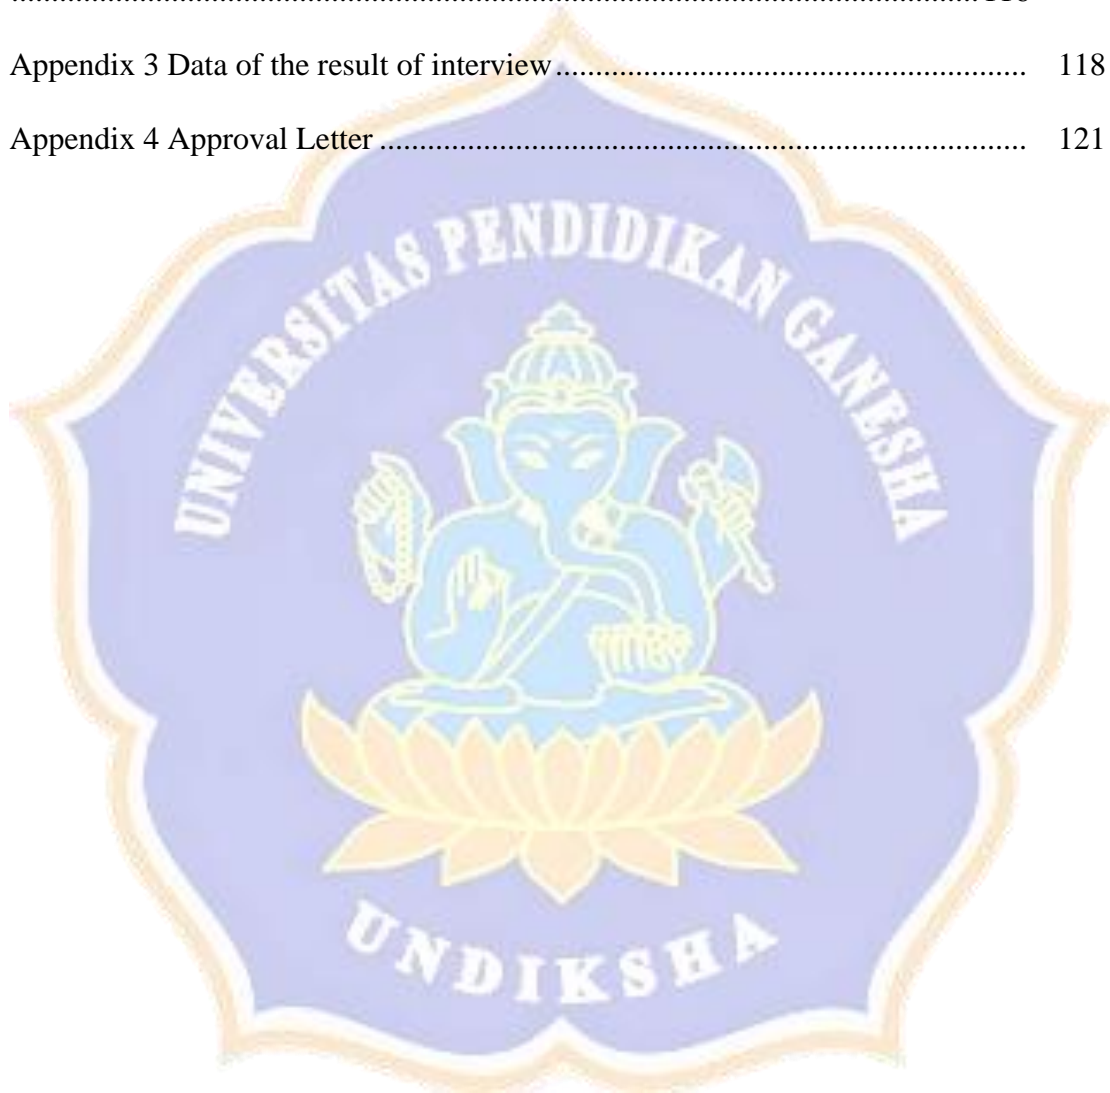 Appendix 3 Data of the result of interview ................................................................ 118
Appendix 4 Approval Letter ........................................................................................ 121
UNIVERSITAS PENDIDIKAN GANESHA
UNDIKSHA